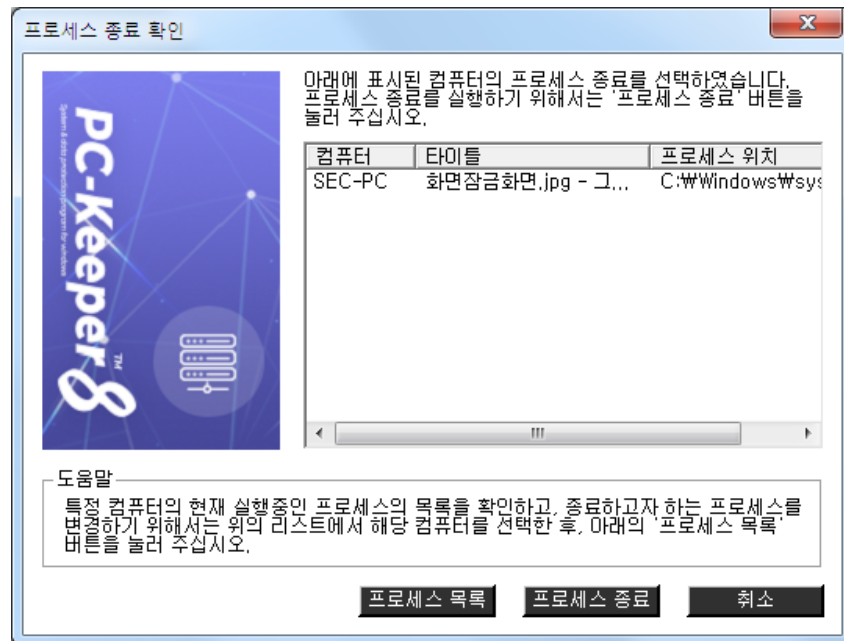 프로세스 종료 확인
아래에 표시된 컴퓨터의 프로세스 종료를 선택하였습니다.
프로세스 종료를 실행하기 위해서는 '프로세스 종료' 버튼을
눌러 주십시오.
PC-Keeper™ 8
System & data protection program for windows
컴퓨터 타이틀 프로세스 위치
SEC-PC 화면잠금화면.jpg - 그... C:₩Windows₩sys
도움말
특정 컴퓨터의 현재 실행중인 프로세스의 목록을 확인하고, 종료하고자 하는 프로세스를
변경하기 위해서는 위의 리스트에서 해당 컴퓨터를 선택한 후, 아래의 '프로세스 목록'
버튼을 눌러 주십시오.
프로세스 목록 프로세스 종료 취소